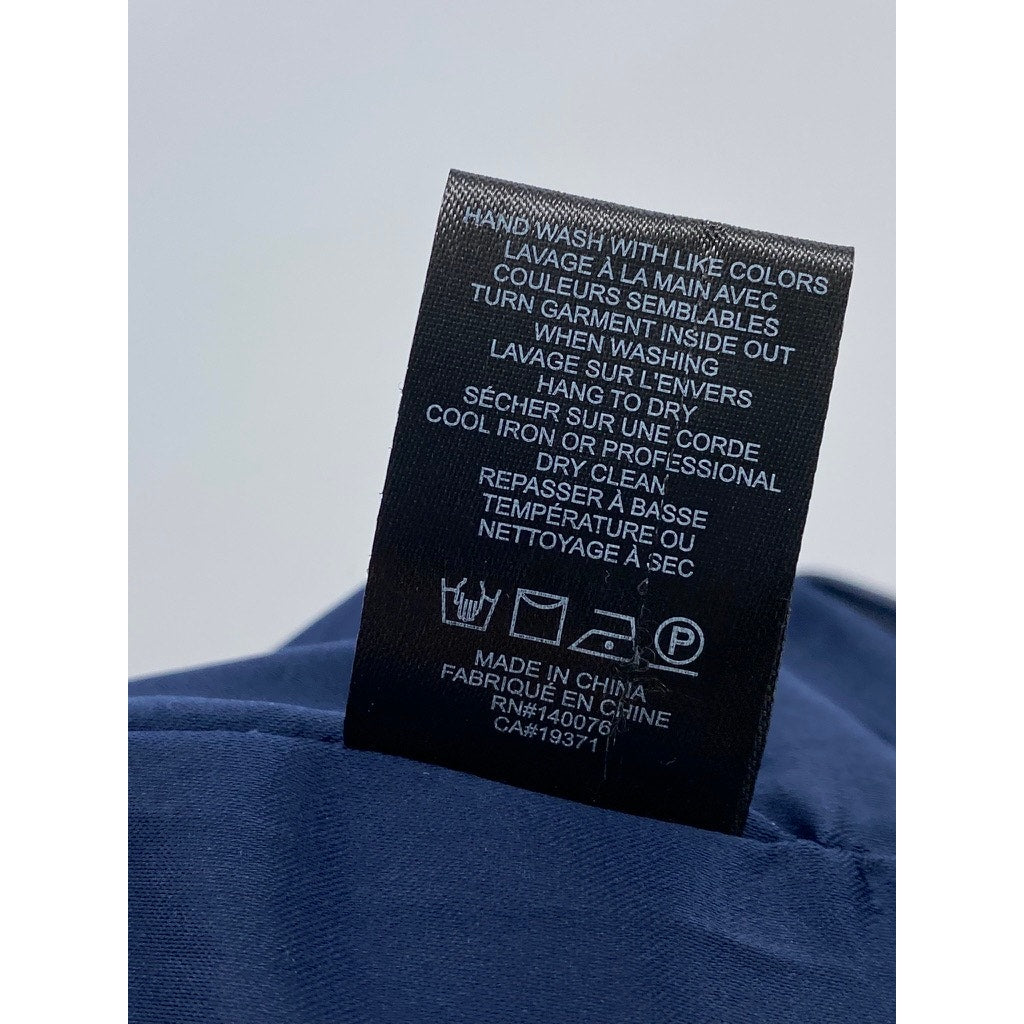 HAND WASH WITH LIKE COLORS
LAVAGE À LA MAIN AVEC
COULEURS SEMBLABLES
TURN GARMENT INSIDE OUT
WHEN WASHING
LAVAGE SUR L'ENVERS
HANG TO DRY
SÉCHER SUR UNE CORDE
COOL IRON OR PROFESSIONAL
DRY CLEAN
REPASSER À BASSE
TEMPÉRATURE OU
NETTOYAGE À SEC
P
MADE IN CHINA
FABRIQUÉ EN CHINE
RN#140076
CA#19371